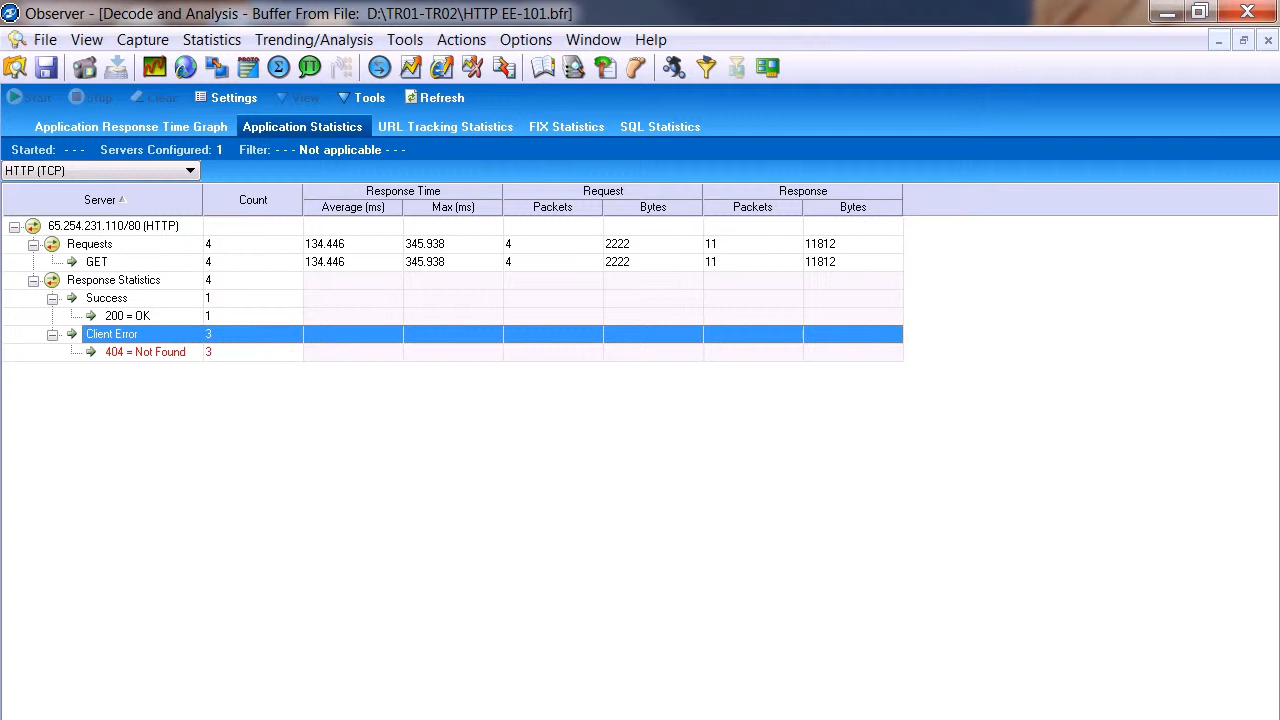 Observer - [Decode and Analysis - Buffer From File: D:\TR01-TR02\HTTP EE-101.bfr]
File View Capture Statistics Trending/Analysis Tools Actions Options Window Help
Start Stop Clear Settings View Tools Refresh
Application Response Time Graph Application Statistics URL Tracking Statistics FIX Statistics SQL Statistics
Started: - - - Servers Configured: 1 Filter: - - - Not applicable - - -
HTTP (TCP)
Response Time Request Response
Server Count Average (ms) Max (ms) Packets Bytes Packets Bytes
65.254.231.110/80 (HTTP)
Requests 4 134.446 345.938 4 2222 11 11812
GET 4 134.446 345.938 4 2222 11 11812
Response Statistics 4
Success 1
200 = OK 1
Client Error 3
404 = Not Found 3